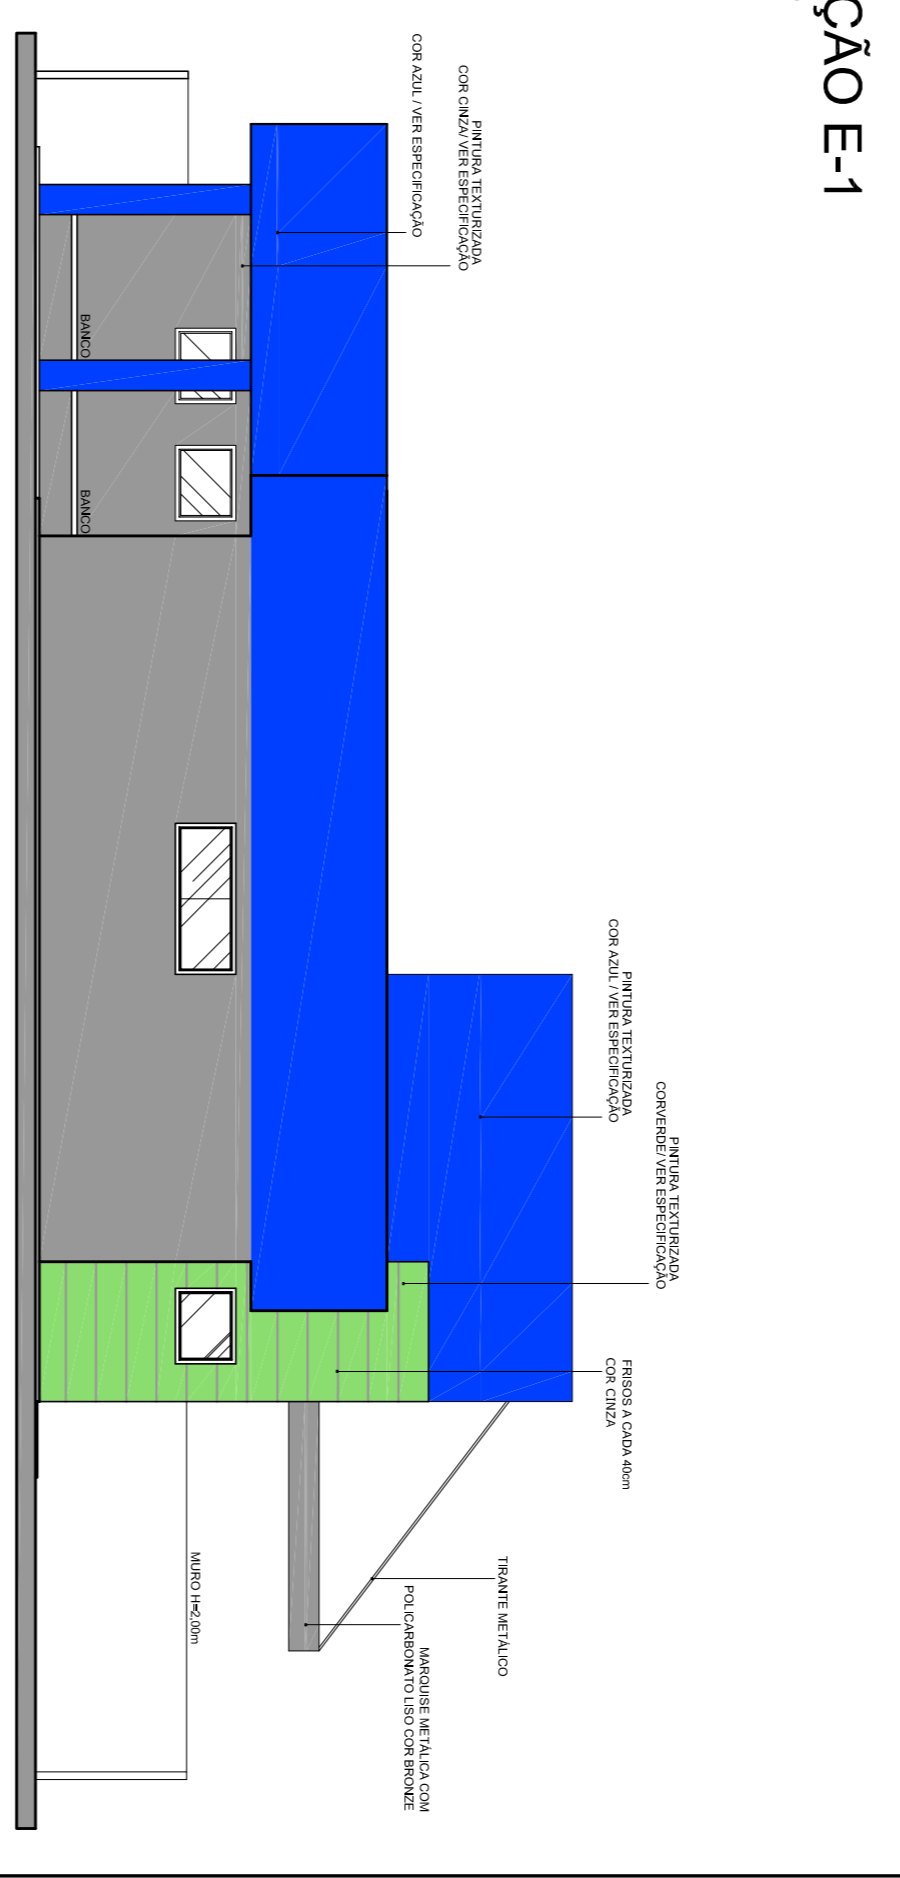 ÇÃO E-1
PINTURA TEXTURIZADA
CORVERDE/ VER ESPECIFICAÇÃO
PINTURA TEXTURIZADA
COR AZUL / VER ESPECIFICAÇÃO
FRISOS A CADA 40cm
COR CINZA
PINTURA TEXTURIZADA
COR CINZA/ VER ESPECIFICAÇÃO
COR AZUL / VER ESPECIFICAÇÃO
TIRANTE METÁLICO
MARQUISE METÁLICA COM
POLICARBONATO LISO COR BRONZE
MURO H=2,00m
BANCO
BANCO